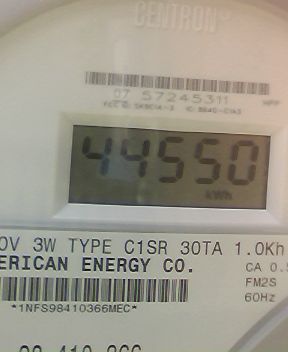 CENTRON®
07 57245311
44550
kWh
0V 3W TYPE C1SR 30TA 1.0Kh
ERICAN ENERGY CO.
CA 0.5
FM2S
60Hz
*1NFS98410366MEC*